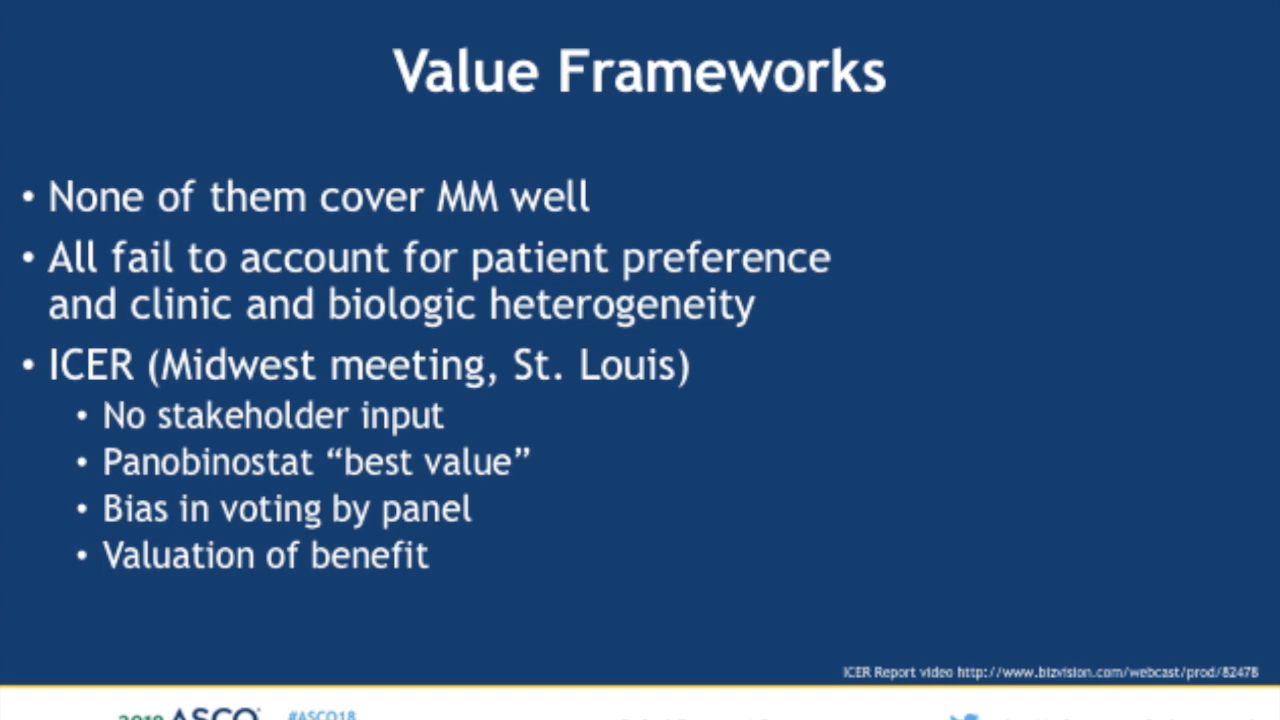 Value Frameworks
• None of them cover MM well
• All fail to account for patient preference
and clinic and biologic heterogeneity
• ICER (Midwest meeting, St. Louis)
• No stakeholder input
• Panobinostat “best value”
• Bias in voting by panel
• Valuation of benefit
ICER Report video http://www.bizvision.com/webcast/prod/82478
ASCO #ASCO18